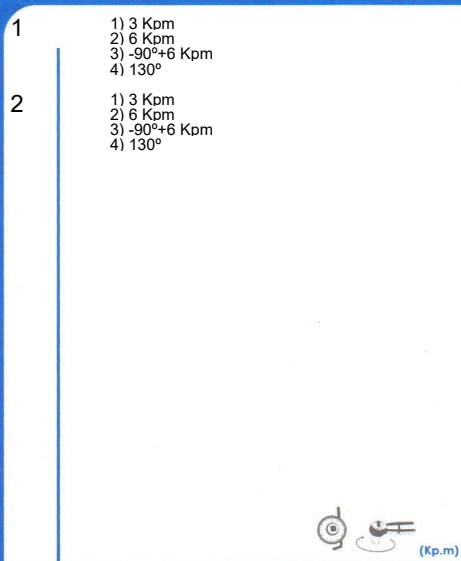 1
1) 3 Kpm
2) 6 Kpm
3) -90º+6 Kpm
4) 130º
2
1) 3 Kpm
2) 6 Kpm
3) -90º+6 Kpm
4) 130º
(Kp.m)